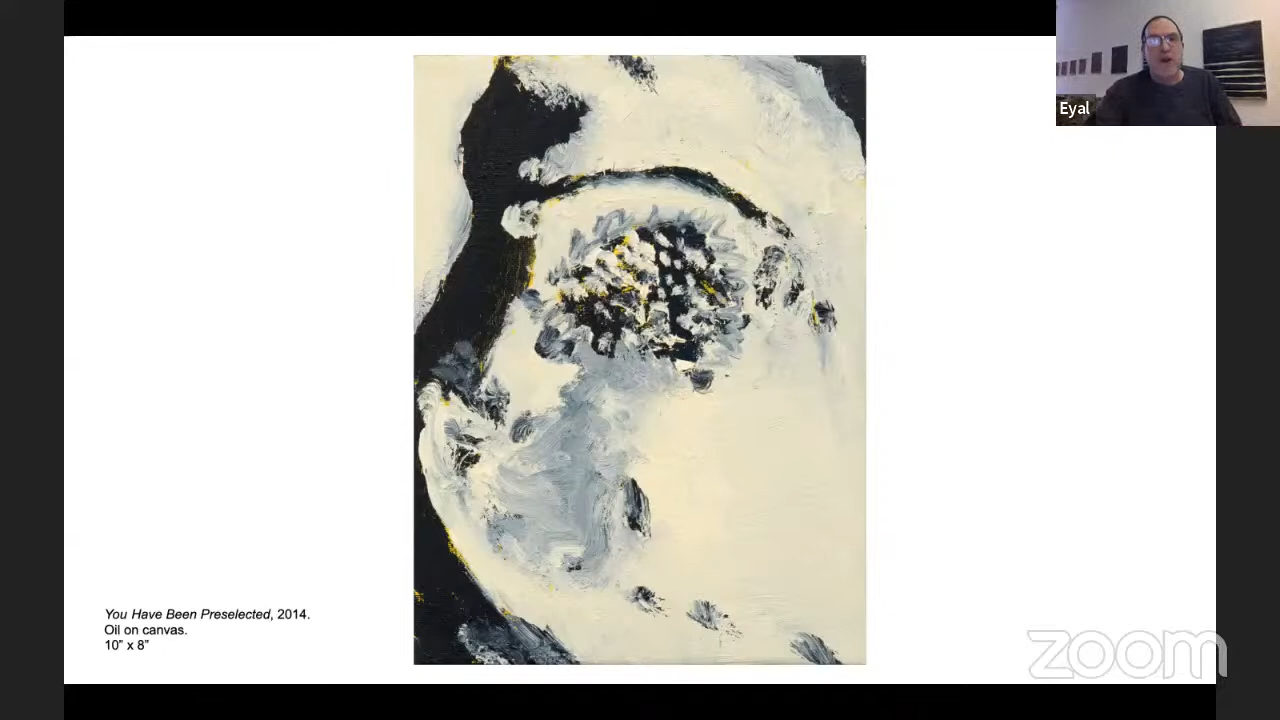 Eyal
You Have Been Preselected, 2014.
Oil on canvas.
10" x 8"
zoom